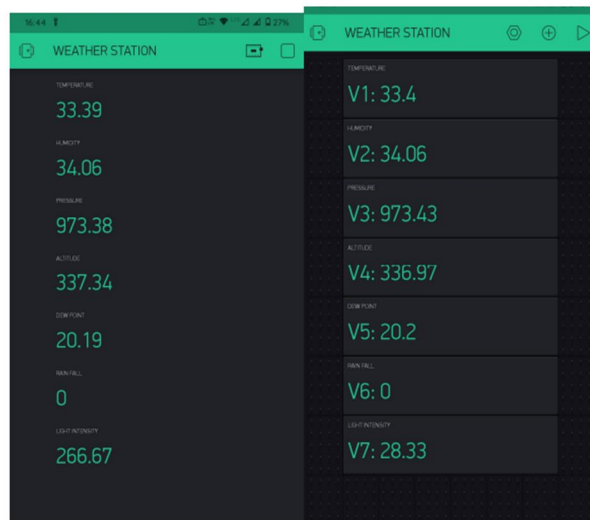 16:44
27%
WEATHER STATION
TEMPERATURE
33.39
HUMIDITY
34.06
PRESSURE
973.38
ALTITUDE
337.34
DEW POINT
20.19
RAIN FALL
0
LIGHT INTENSITY
266.67
WEATHER STATION
TEMPERATURE
V1: 33.4
HUMIDITY
V2: 34.06
PRESSURE
V3: 973.43
ALTITUDE
V4: 336.97
DEW POINT
V5: 20.2
RAIN FALL
V6: 0
LIGHT INTENSITY
V7: 28.33